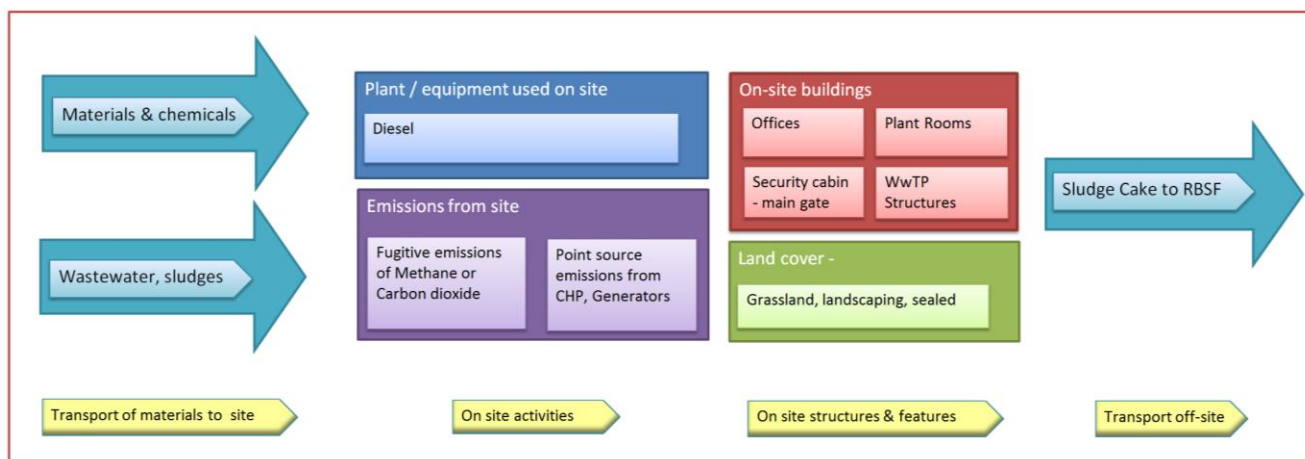 Materials & chemicals
Wastewater, sludges
Plant / equipment used on site
Diesel
Emissions from site
Fugitive emissions
of Methane or
Carbon dioxide
Point source
emissions from
CHP, Generators
On-site buildings
Offices
Plant Rooms
Security cabin
- main gate
WwTP
Structures
Land cover -
Grassland, landscaping, sealed
Sludge Cake to RBSF
Transport of materials to site
On site activities
On site structures & features
Transport off-site